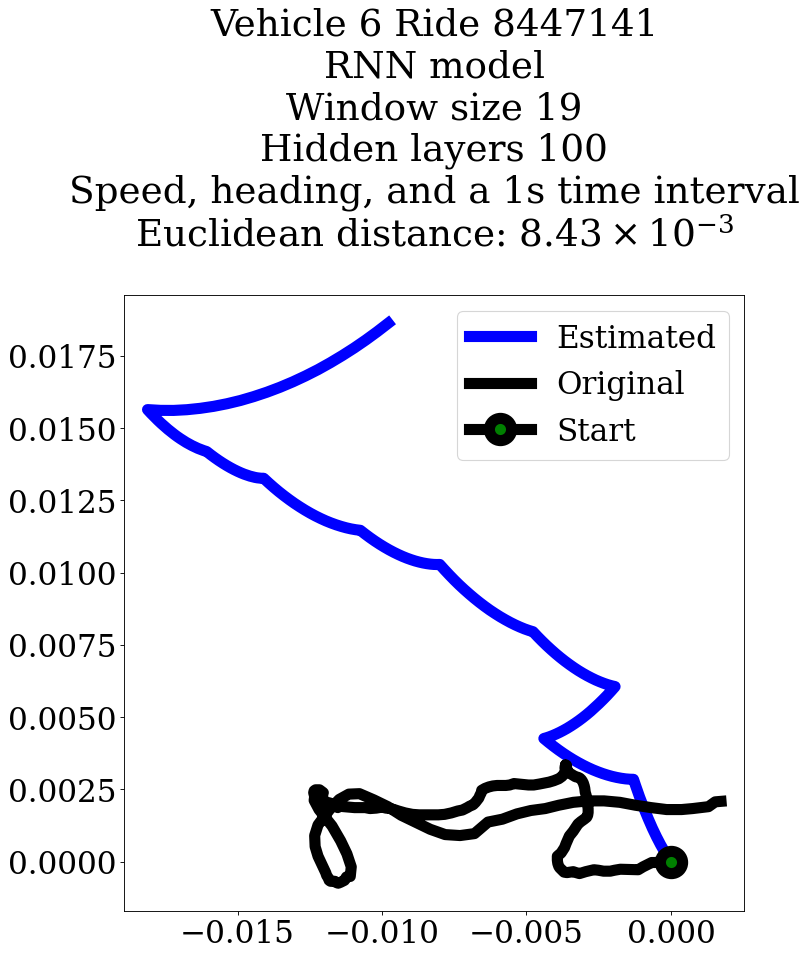 Vehicle 6 Ride 8447141
RNN model
Window size 19
Hidden layers 100
Speed, heading, and a 1s time interval
Euclidean distance: 8.43 × 10⁻³
Estimated
Original
Start
0.0175
0.0150
0.0125
0.0100
0.0075
0.0050
0.0025
0.0000
−0.015 −0.010 −0.005 0.000